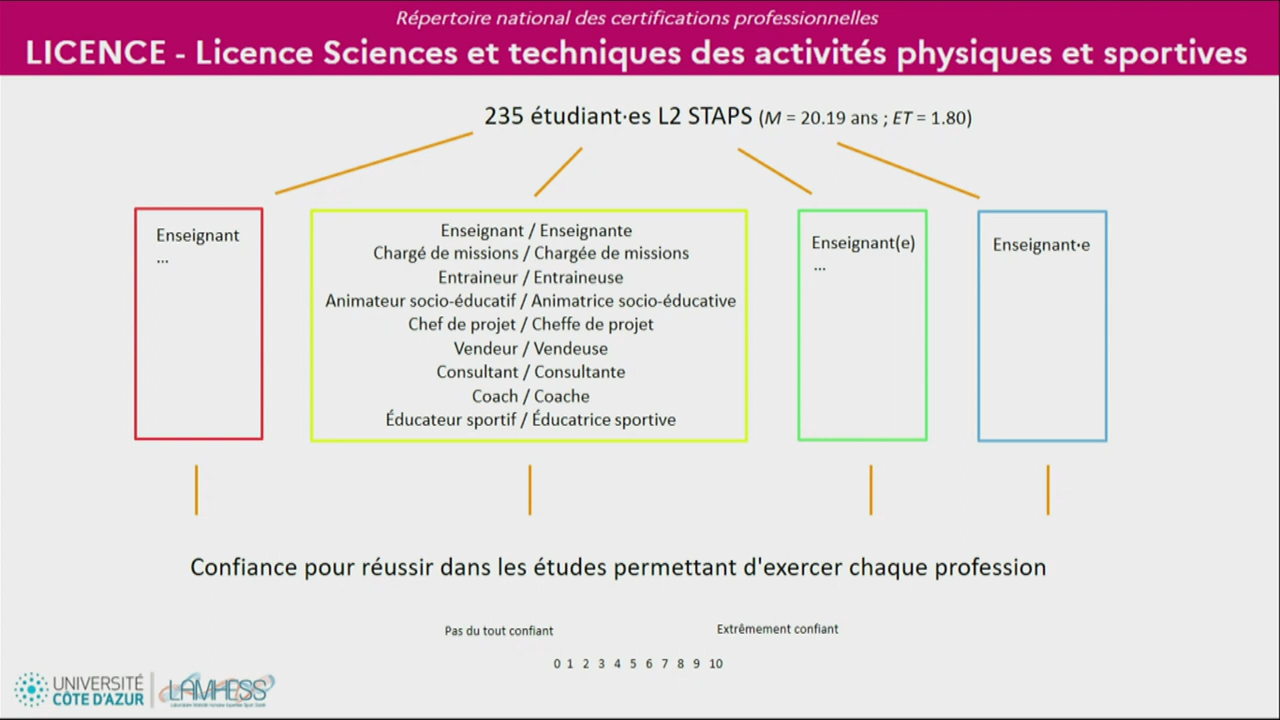 Répertoire national des certifications professionnelles
LICENCE - Licence Sciences et techniques des activités physiques et sportives
235 étudiant·es L2 STAPS (M = 20.19 ans ; ET = 1.80)
Enseignant
...
Enseignant / Enseignante
Chargé de missions / Chargée de missions
Entraineur / Entraineuse
Animateur socio-éducatif / Animatrice socio-éducative
Chef de projet / Cheffe de projet
Vendeur / Vendeuse
Consultant / Consultante
Coach / Coache
Éducateur sportif / Éducatrice sportive
Enseignant(e)
...
Enseignant·e
Confiance pour réussir dans les études permettant d'exercer chaque profession
Pas du tout confiant
Extrêmement confiant
0 1 2 3 4 5 6 7 8 9 10
UNIVERSITÉ
CÔTE D'AZUR
LAMHESS